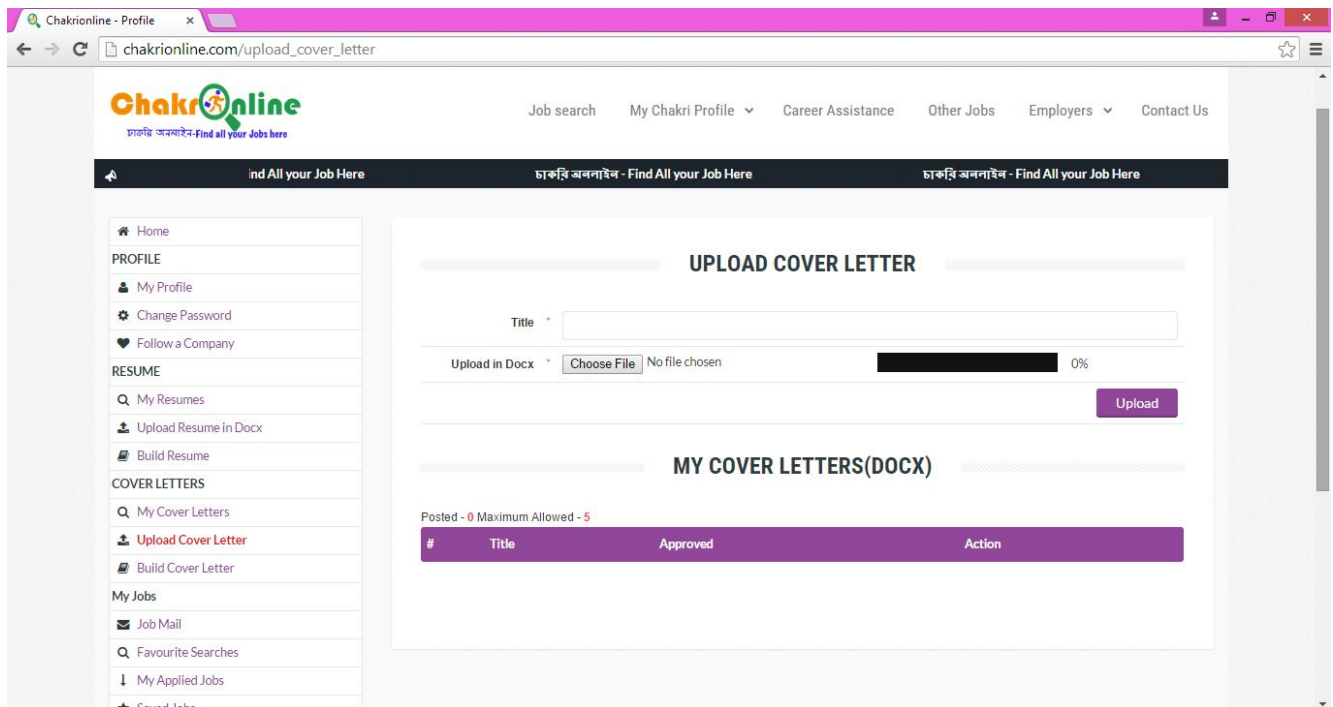 Chakrionline - Profile
chakrionline.com/upload_cover_letter
ChakrOnline
চাকরি অনলাইন-Find all your Jobs here
Job search My Chakri Profile Career Assistance Other Jobs Employers Contact Us
ind All your Job Here চাকরি অনলাইন - Find All your Job Here চাকরি অনলাইন - Find All your Job Here
Home
PROFILE
My Profile
Change Password
Follow a Company
RESUME
My Resumes
Upload Resume in Docx
Build Resume
COVER LETTERS
My Cover Letters
Upload Cover Letter
Build Cover Letter
My Jobs
Job Mail
Favourite Searches
My Applied Jobs
Saved Jobs
UPLOAD COVER LETTER
Title *
Upload in Docx * Choose File No file chosen 0%
Upload
MY COVER LETTERS(DOCX)
Posted - 0 Maximum Allowed - 5
# Title Approved Action